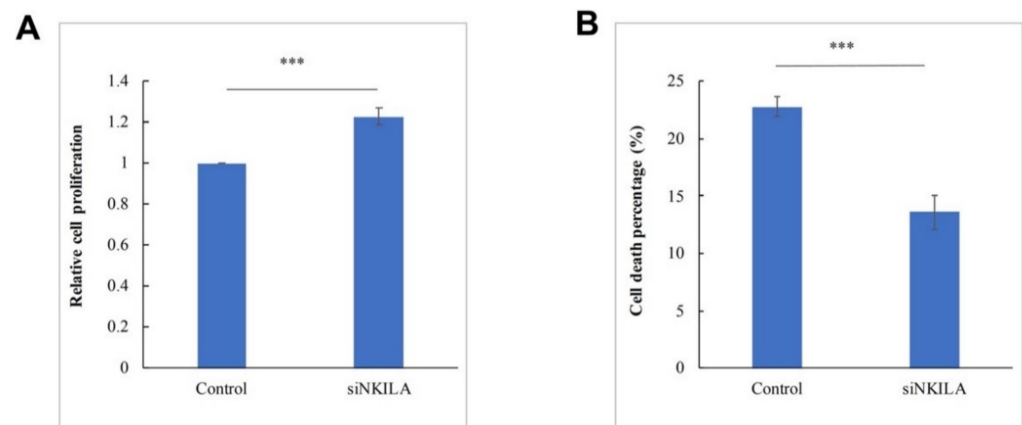 A
***
1.4
1.2
1
0.8
0.6
0.4
0.2
0
Relative cell proliferation
Control siNKILA
B
***
25
20
15
10
5
0
Cell death percentage (%)
Control siNKILA